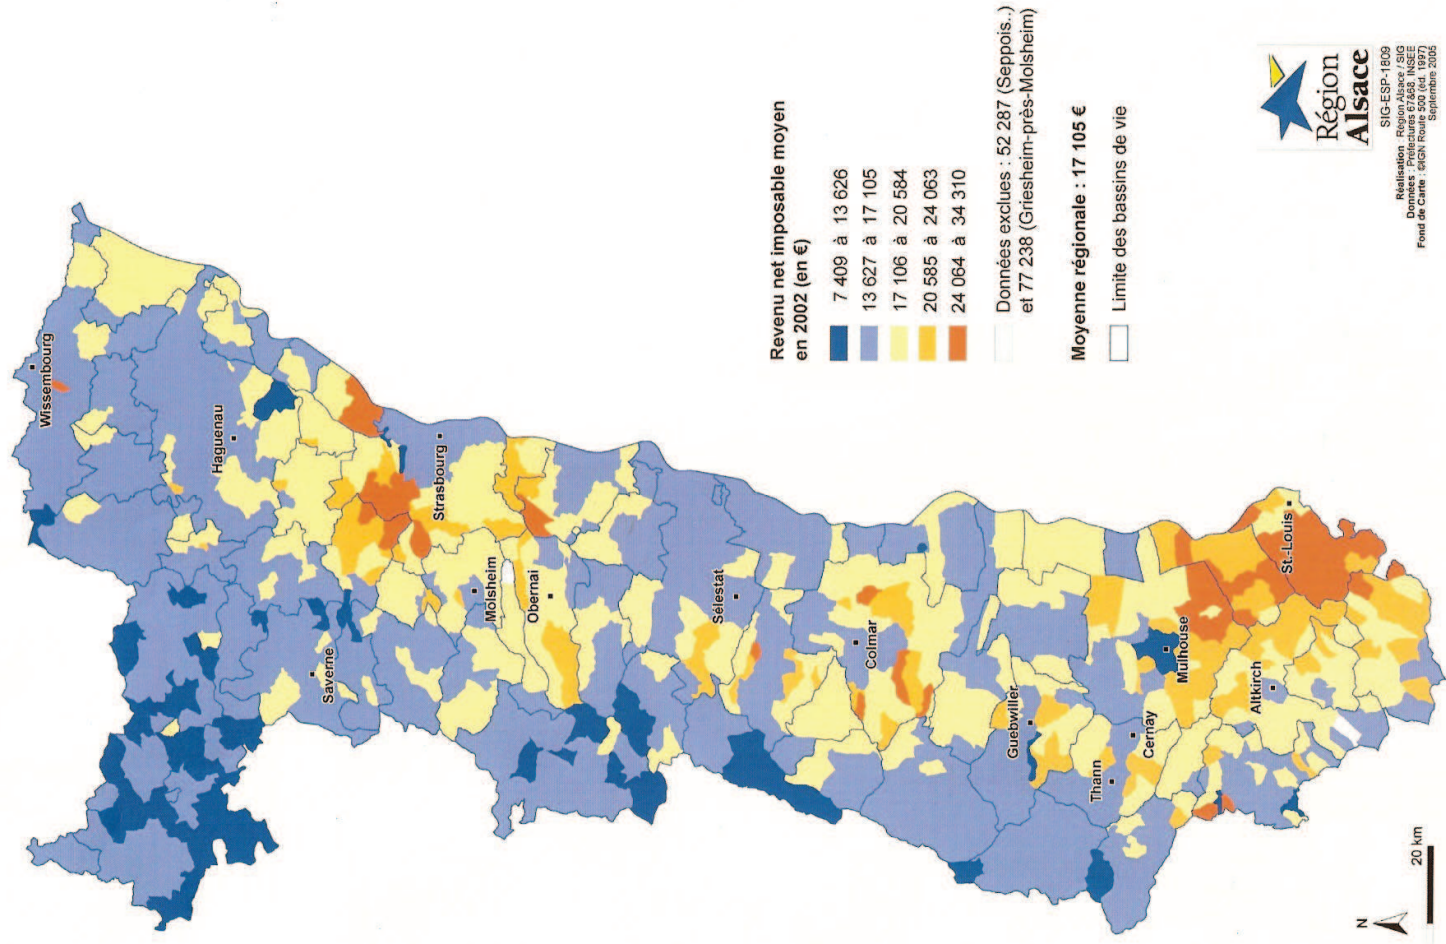 Wissembourg
Haguenau
Saverne
Strasbourg
Molsheim
Obernai
Sélestat
Colmar
Guebwiller
Thann
Cernay
Mulhouse
Altkirch
St-Louis
Revenu net imposable moyen
en 2002 (en €)
7 409 à 13 626
13 627 à 17 105
17 106 à 20 584
20 585 à 24 063
24 064 à 34 310
Données exclues : 52 287 (Seppois..)
et 77 238 (Griesheim-près-Molsheim)
Moyenne régionale : 17 105 €
Limite des bassins de vie
Région
Alsace
SIG-ESP-1809
Réalisation : Région Alsace / SIG
Données : Préfectures 67&68, INSEE
Fond de Carte : ©IGN Route 500 (éd. 1997)
Septembre 2005
N
20 km